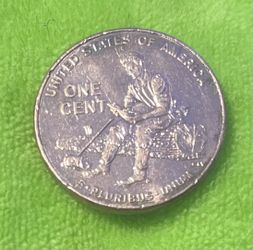 UNITED STATES OF AMERICA
ONE
CENT
E·PLURIBUS UNUM